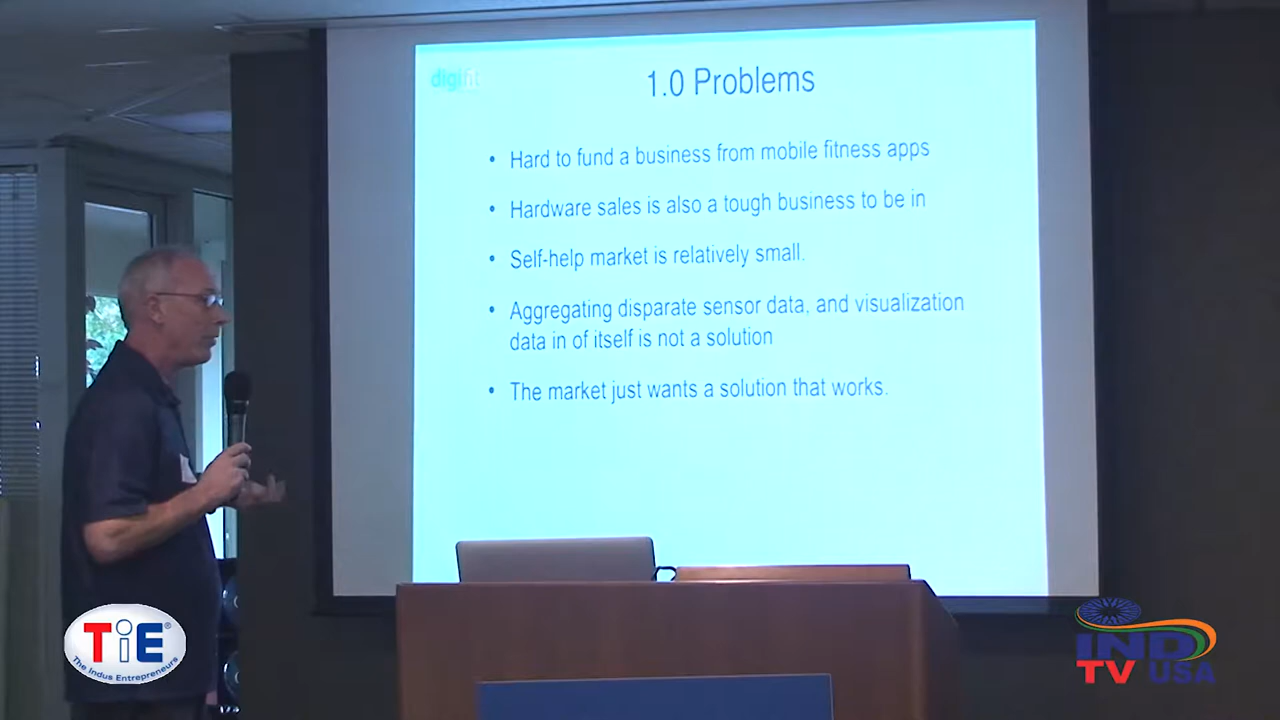 digifit
1.0 Problems
• Hard to fund a business from mobile fitness apps
• Hardware sales is also a tough business to be in
• Self-help market is relatively small.
• Aggregating disparate sensor data, and visualization
data in of itself is not a solution
• The market just wants a solution that works.
TiE®
The Indus Entrepreneurs
IND
TV USA